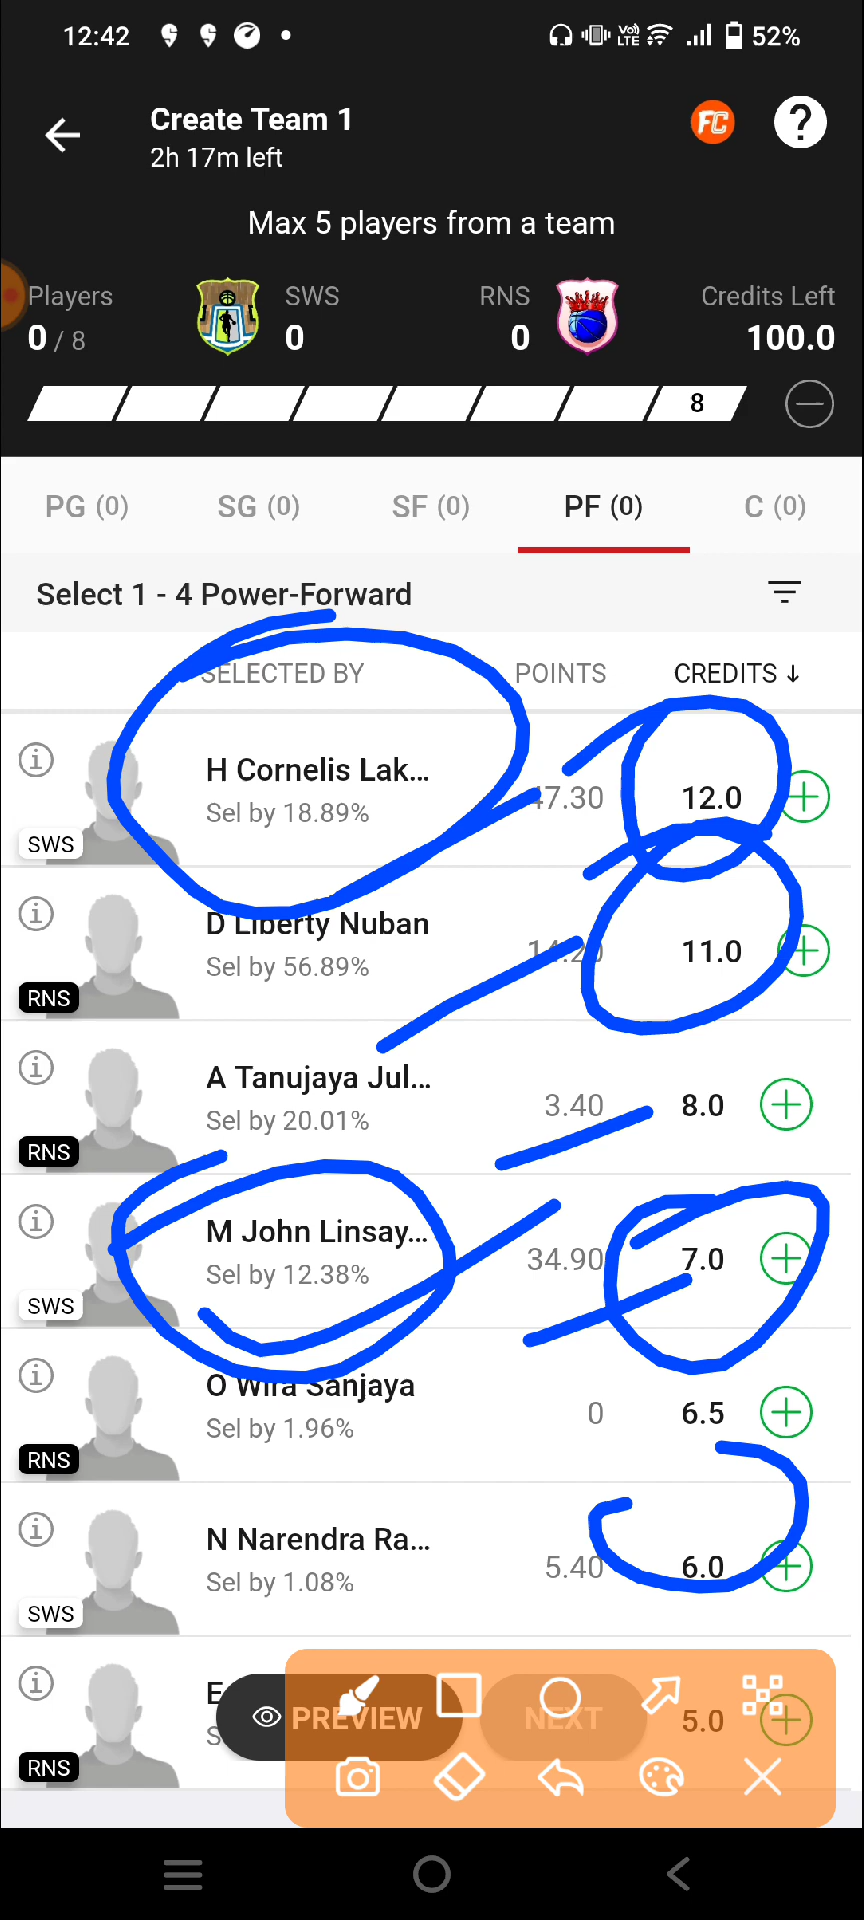 12:42 Vo) LTE 52%
Create Team 1
2h 17m left
FC ?
Max 5 players from a team
Players SWS RNS Credits Left
0 / 8 0 0 100.0
8
PG (0) SG (0) SF (0) PF (0) C (0)
Select 1 - 4 Power-Forward
SELECTED BY POINTS CREDITS ↓
H Cornelis Lak...
Sel by 18.89% 47.30 12.0
SWS
D Liberty Nuban
Sel by 56.89% 14.20 11.0
RNS
A Tanujaya Jul...
Sel by 20.01% 3.40 8.0
RNS
M John Linsay...
Sel by 12.38% 34.90 7.0
SWS
O Wira Sanjaya
Sel by 1.96% 0 6.5
RNS
N Narendra Ra...
Sel by 1.08% 5.40 6.0
SWS
E
S
PREVIEW NEXT 5.0
RNS